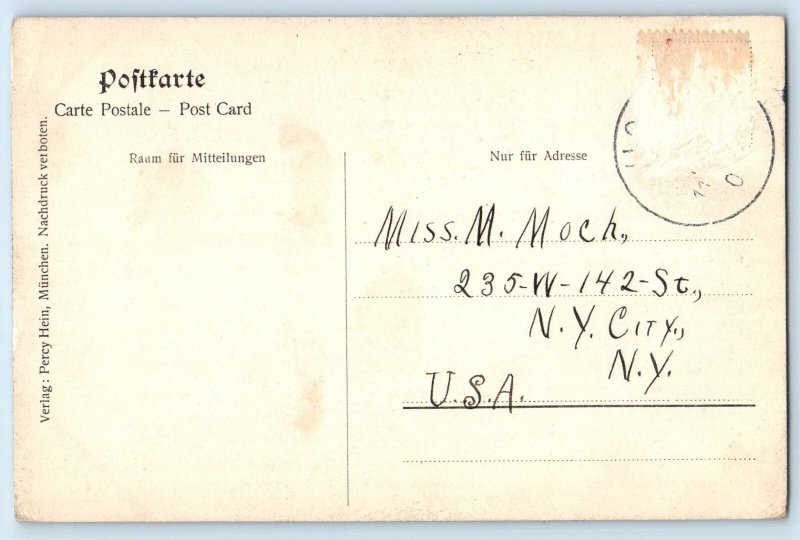 Postkarte
Carte Postale — Post Card
Raum für Mitteilungen
Nur für Adresse
Verlag: Percy Hein, München. Nachdruck verboten.
Miss. M. Moch.,
235-W-142-St.,
N.Y. City.,
N.Y.
U.S.A.